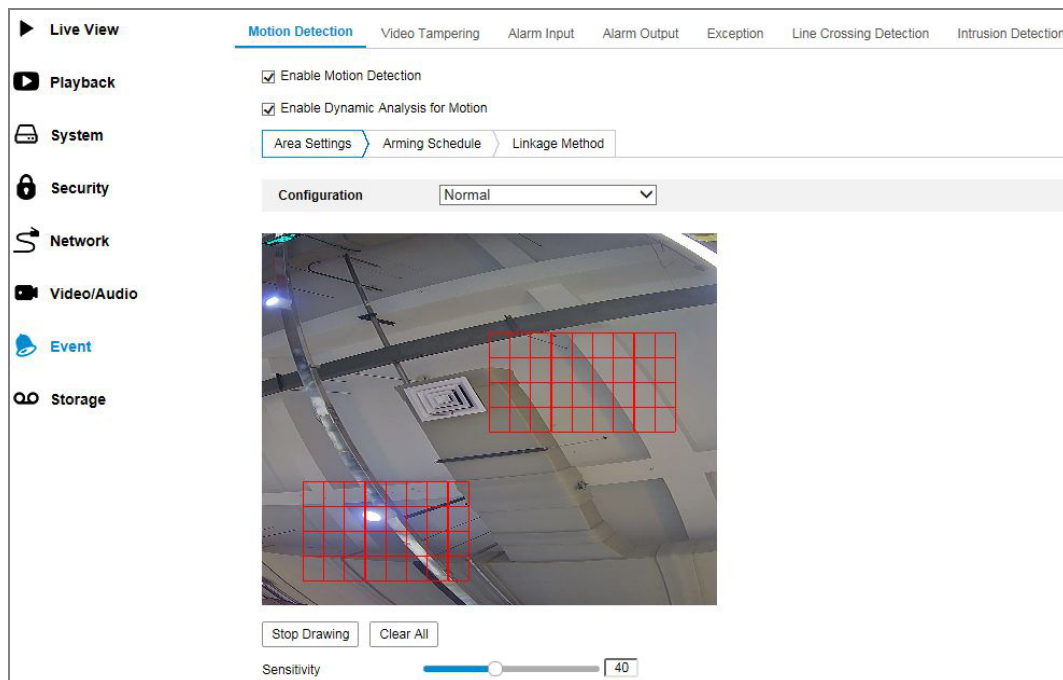 Live View
Playback
System
Security
Network
Video/Audio
Event
Storage
Motion Detection Video Tampering Alarm Input Alarm Output Exception Line Crossing Detection Intrusion Detection
Enable Motion Detection
Enable Dynamic Analysis for Motion
Area Settings Arming Schedule Linkage Method
Configuration Normal
Stop Drawing Clear All
Sensitivity 40